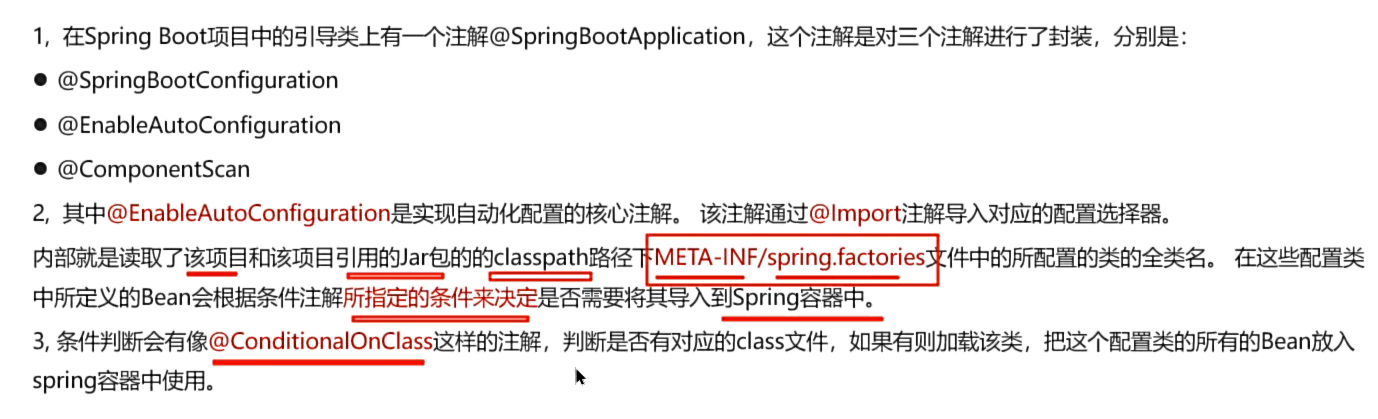 1，在Spring Boot项目中的引导类上有一个注解@SpringBootApplication，这个注解是对三个注解进行了封装，分别是：
● @SpringBootConfiguration
● @EnableAutoConfiguration
● @ComponentScan
2，其中@EnableAutoConfiguration是实现自动化配置的核心注解。 该注解通过@Import注解导入对应的配置选择器。
内部就是读取了该项目和该项目引用的Jar包的的classpath路径下META-INF/spring.factories文件中的所配置的类的全类名。 在这些配置类
中所定义的Bean会根据条件注解所指定的条件来决定是否需要将其导入到Spring容器中。
3, 条件判断会有像@ConditionalOnClass这样的注解，判断是否有对应的class文件，如果有则加载该类，把这个配置类的所有的Bean放入
spring容器中使用。